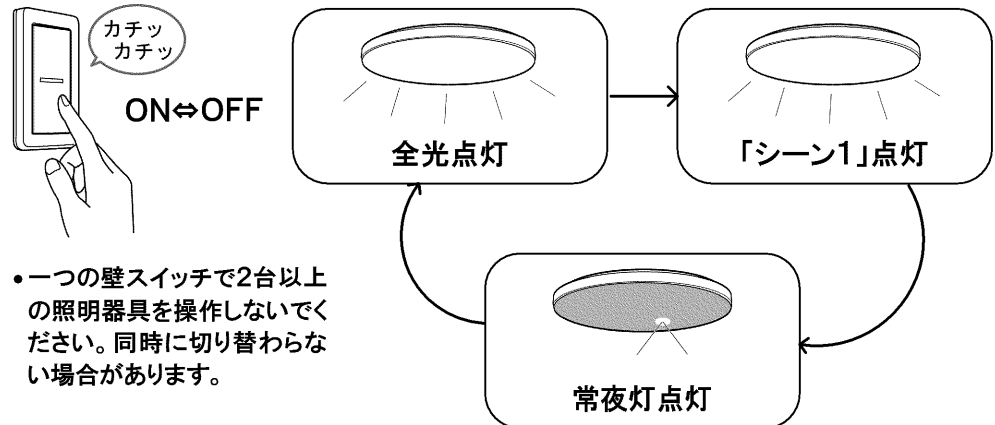 カチッ
カチッ
ON⇔OFF
全光点灯
「シーン1」点灯
常夜灯点灯
•一つの壁スイッチで2台以上
の照明器具を操作しないでく
ださい。同時に切り替わらな
い場合があります。